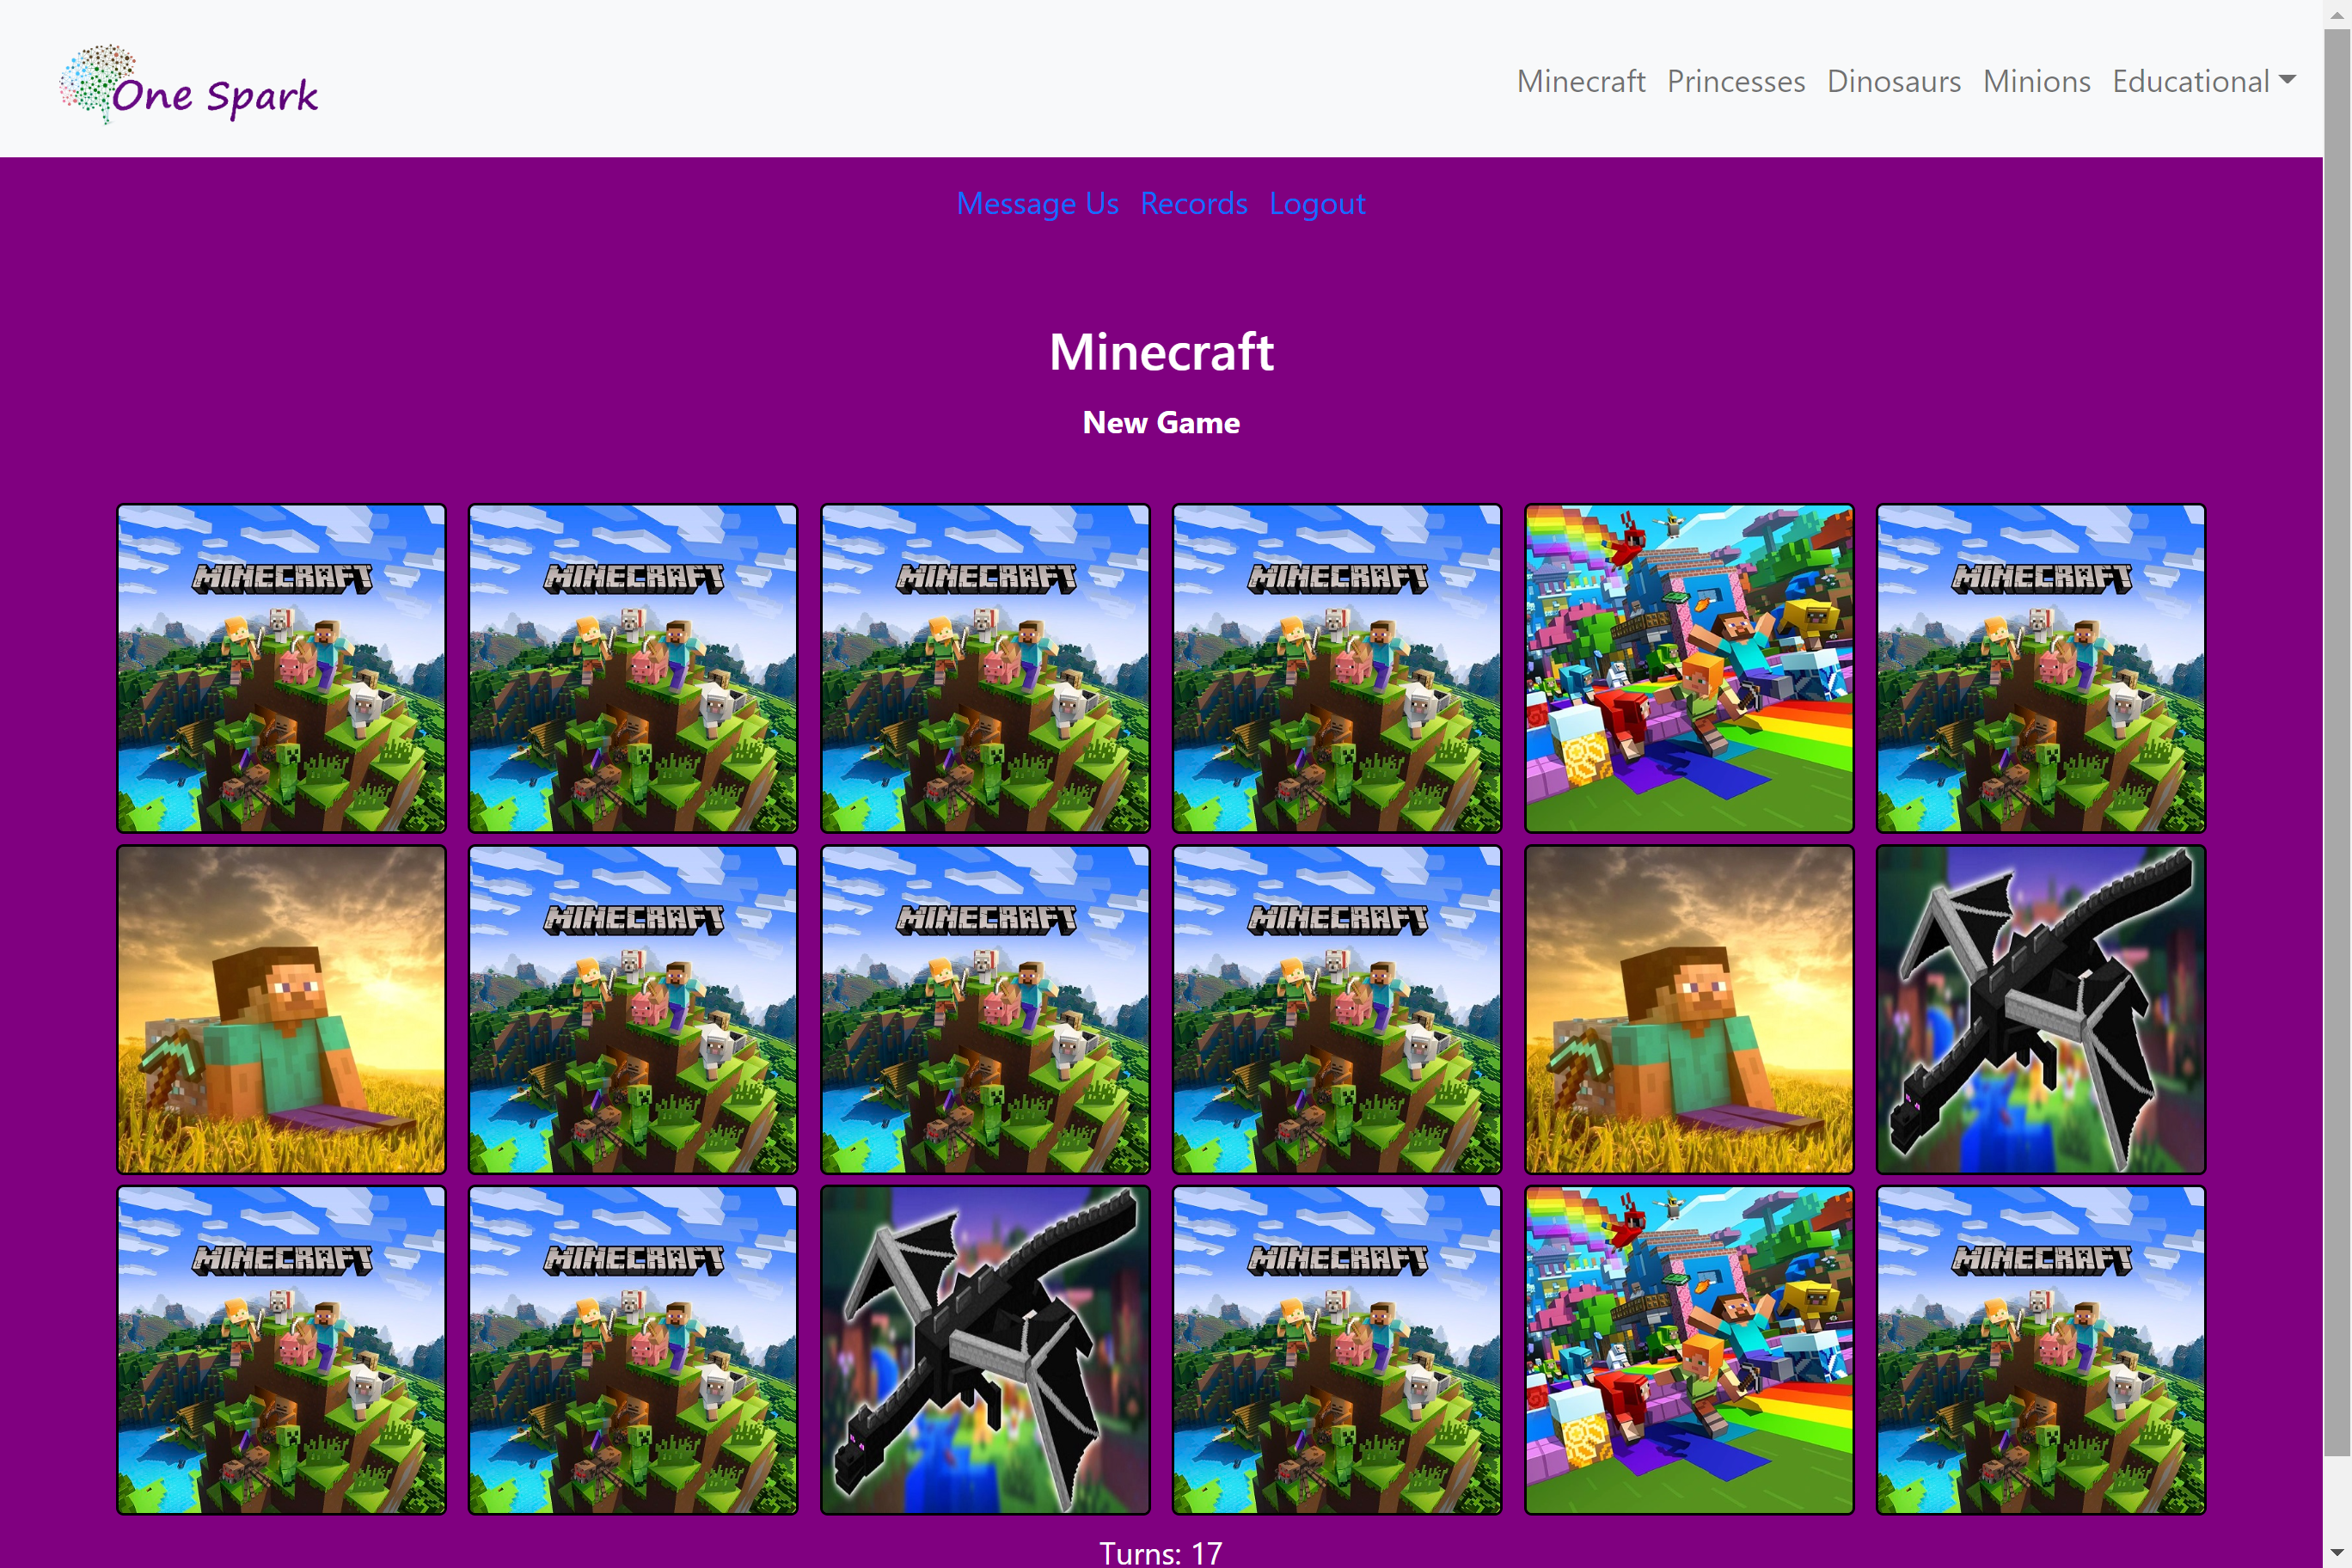 One Spark
Minecraft Princesses Dinosaurs Minions Educational
Message Us Records Logout
Minecraft
New Game
MINECRAFT MINECRAFT MINECRAFT MINECRAFT MINECRAFT
MINECRAFT MINECRAFT MINECRAFT
MINECRAFT MINECRAFT MINECRAFT MINECRAFT
Turns: 17